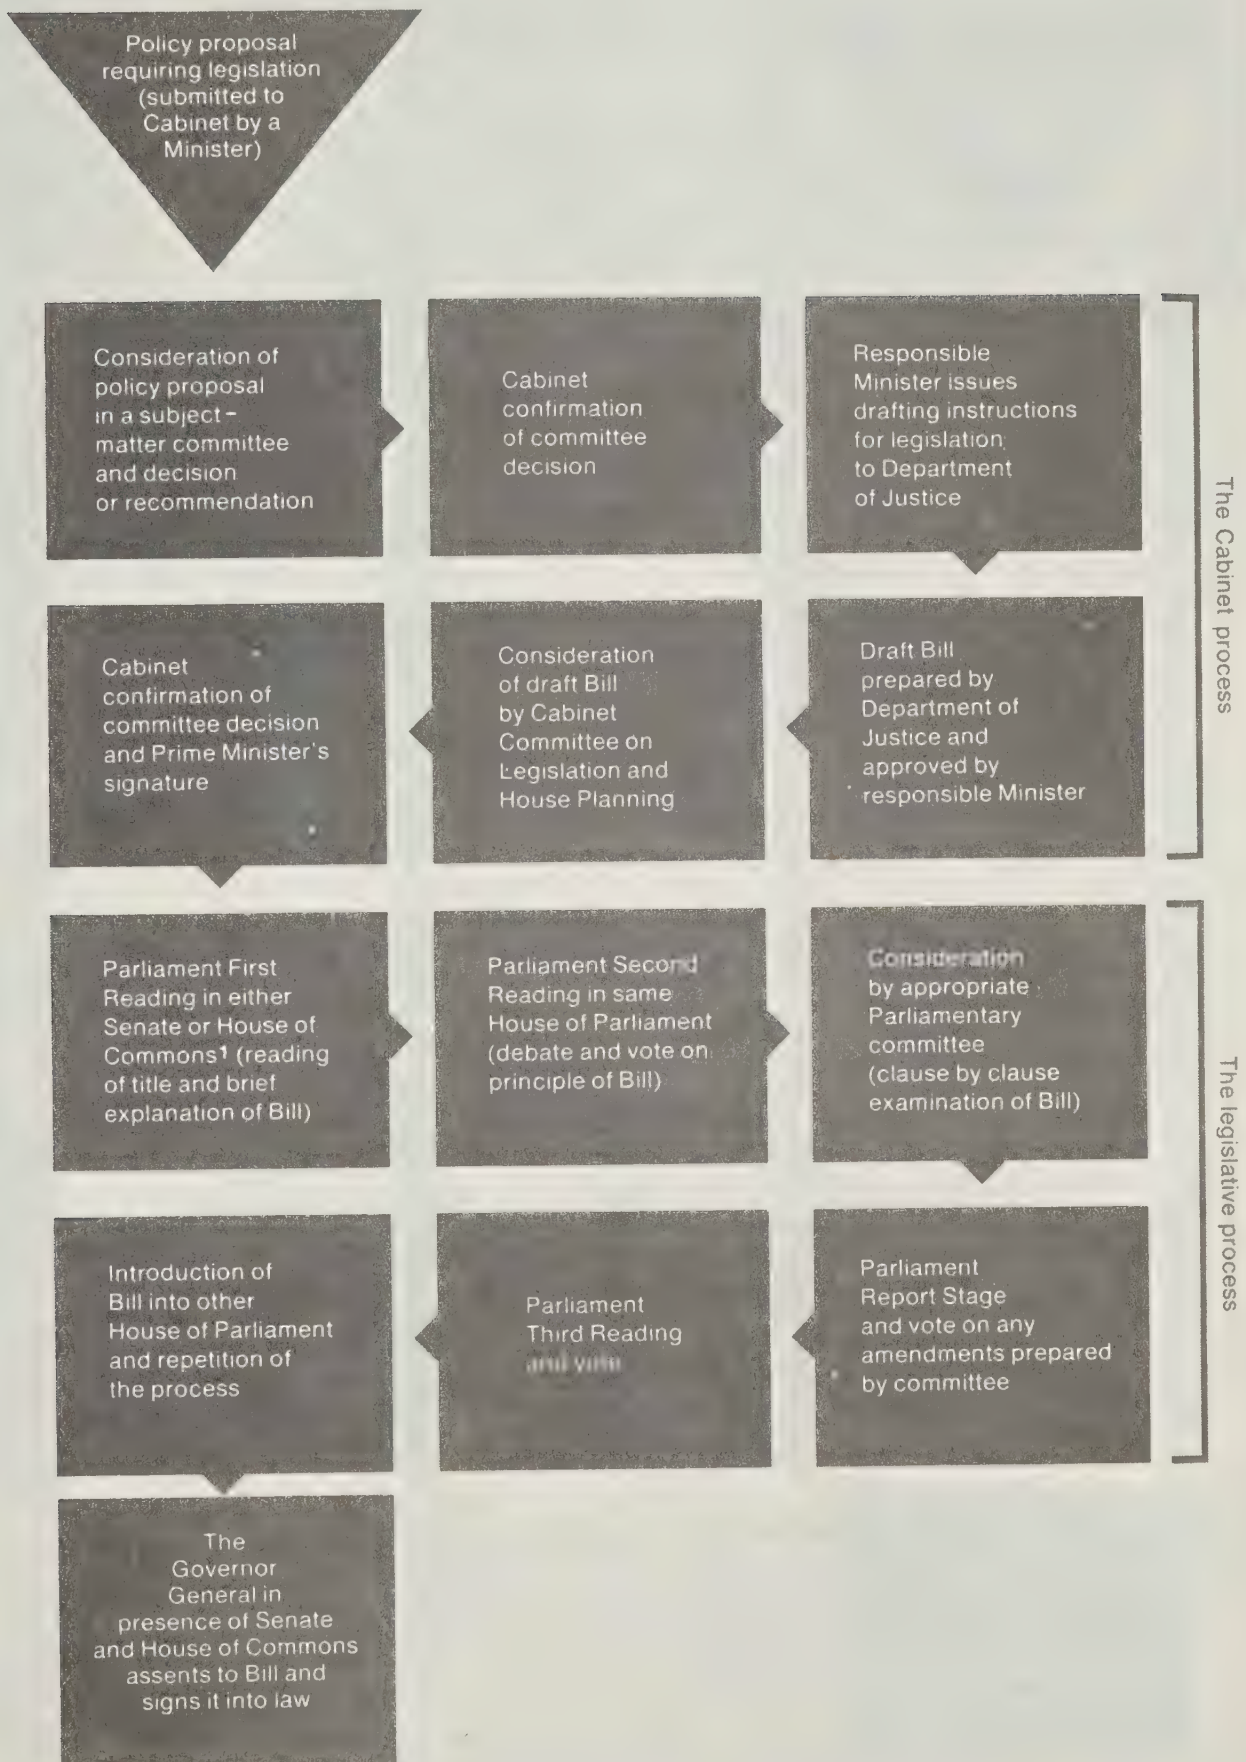 Policy proposal
requiring legislation
(submitted to
Cabinet by a
Minister)
Consideration of
policy proposal
in a subject-
matter committee
and decision
or recommendation
Cabinet
confirmation
of committee
decision
Responsible
Minister issues
drafting instructions
for legislation
to Department
of Justice
The Cabinet process
Draft Bill
prepared by
Department of
Justice and
approved by
responsible Minister
Consideration
of draft Bill
by Cabinet
Committee on
Legislation and
House Planning
Cabinet
confirmation of
committee decision
and Prime Minister's
signature
Parliament First
Reading in either
Senate or House of
Commons¹ (reading
of title and brief
explanation of Bill)
Parliament Second
Reading in same
House of Parliament
(debate and vote on
principle of Bill)
Consideration
by appropriate
Parliamentary
committee
(clause by clause
examination of Bill)
The legislative process
Parliament
Report Stage
and vote on any
amendments prepared
by committee
Parliament
Third Reading
and vote
Introduction of
Bill into other
House of Parliament
and repetition of
the process
The
Governor
General in
presence of Senate
and House of Commons
assents to Bill and
signs it into law